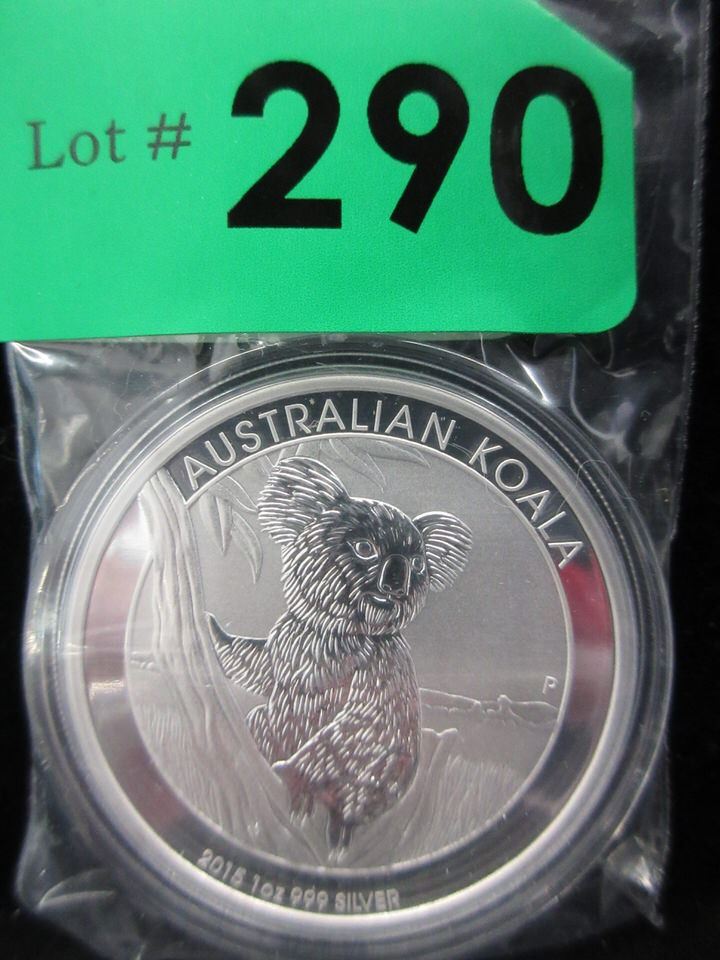 Lot # 290
AUSTRALIAN KOALA
P
2015 1oz 999 SILVER